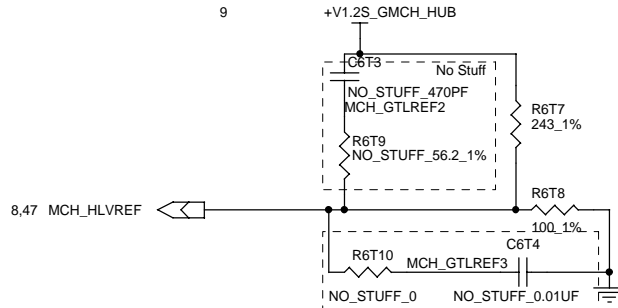 9
+V1.2S_GMCH_HUB
C6T3
No Stuff
NO_STUFF_470PF
MCH_GTLREF2
R6T7
243_1%
R6T9
NO_STUFF_56.2_1%
R6T8
8,47 MCH_HLVREF
100_1%
C6T4
R6T10
MCH_GTLREF3
NO_STUFF_0
NO_STUFF_0.01UF